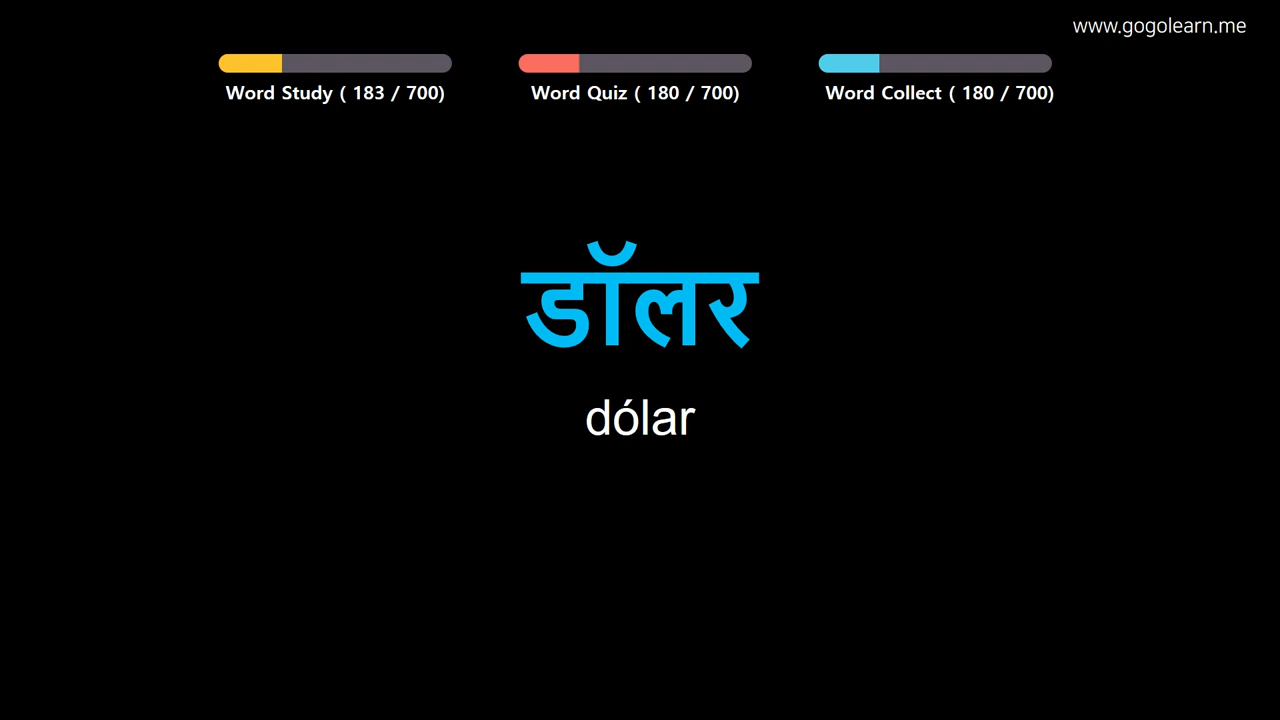 www.gogolearn.me
Word Study ( 183 / 700)
Word Quiz ( 180 / 700)
Word Collect ( 180 / 700)
डॉलर
dólar